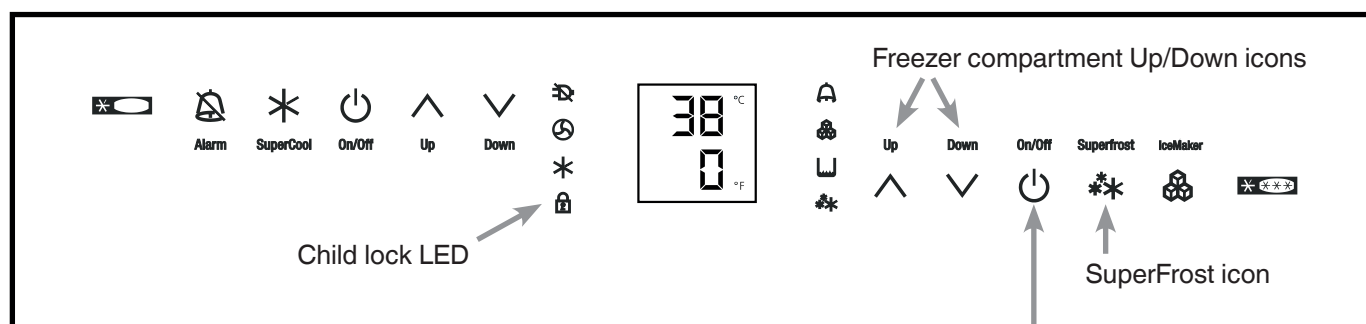 Freezer compartment Up/Down icons
Alarm SuperCool On/Off Up Down
38 °C
0 °F
Up Down On/Off Superfrost IceMaker
Child lock LED
SuperFrost icon